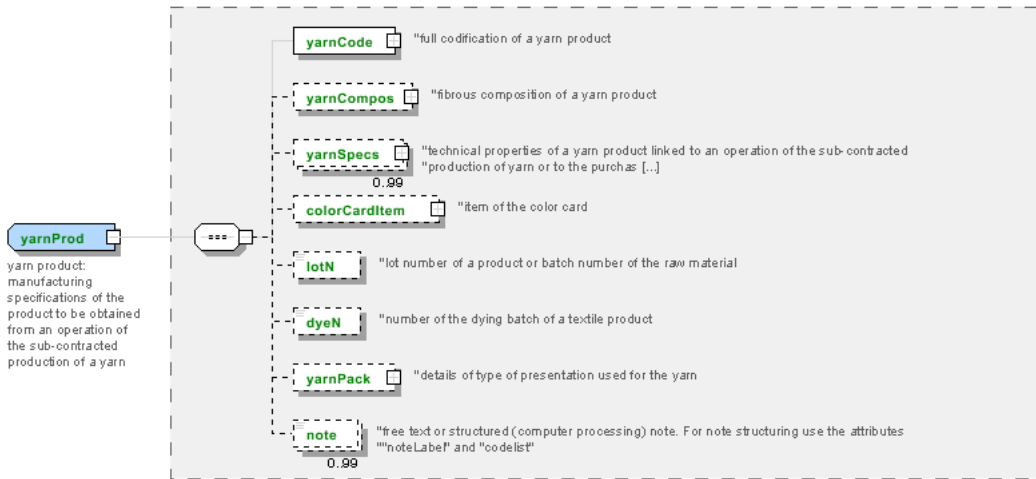 yarnCode
"full codification of a yarn product
yarnCompos
"fibrous composition of a yarn product
yarnSpecs
"technical properties of a yarn product linked to an operation of the sub-contracted
"production of yarn or to the purchas [...]
0..99
colorCardItem
"item of the color card
yarnProd
yarn product:
manufacturing
specifications of the
product to be obtained
from an operation of
the sub-contracted
production of a yarn
lotN
"lot number of a product or batch number of the raw material
dyeN
"number of the dying batch of a textile product
yarnPack
"details of type of presentation used for the yarn
note
"free text or structured (computer processing) note. For note structuring use the attributes
""noteLabel" and "codelist"
0..99